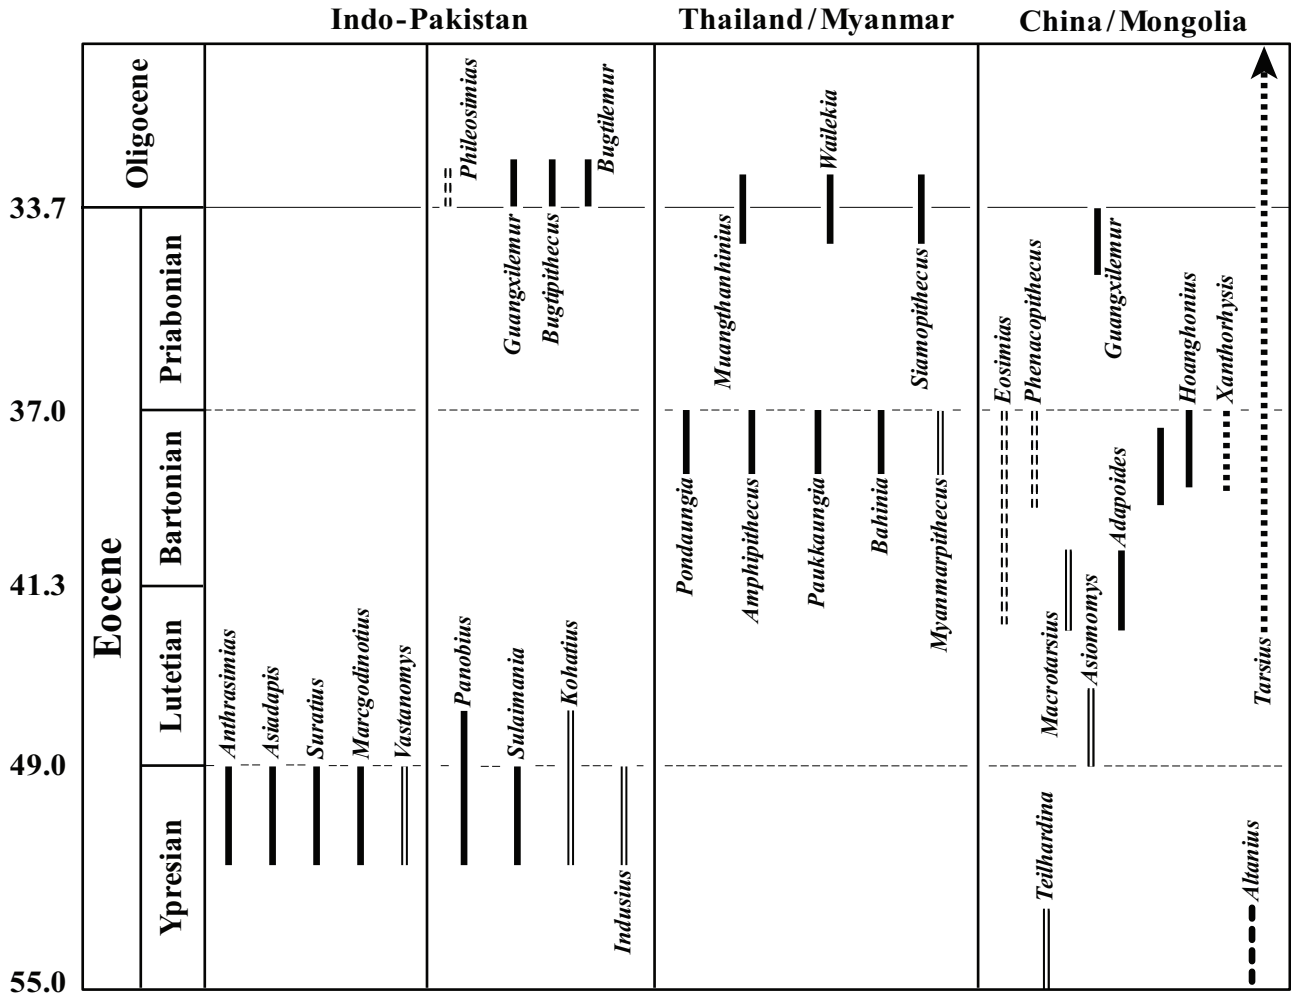 Indo-Pakistan
Thailand/Myanmar
China/Mongolia
Oligocene
Eocene
Priabonian
Bartonian
Lutetian
Ypresian
33.7
37.0
41.3
49.0
55.0
Anthrasimias
Asiadapis
Suratius
Marcgodinotius
Vastanomys
Phileosimias
Guangxilemur
Bugtipithecus
Bugtilemur
Panobius
Sulaimania
Kohatius
Indusius
Muangthanhinius
Wailekia
Siamopithecus
Pondaungia
Amphipithecus
Paukkaungia
Bahinia
Myanmarpithecus
Eosimias
Phenacopithecus
Guangxilemur
Hoanghonius
Xanthorhysis
Adapoides
Macrotarsius
Asiomomys
Tarsius
Teilhardina
Altanius